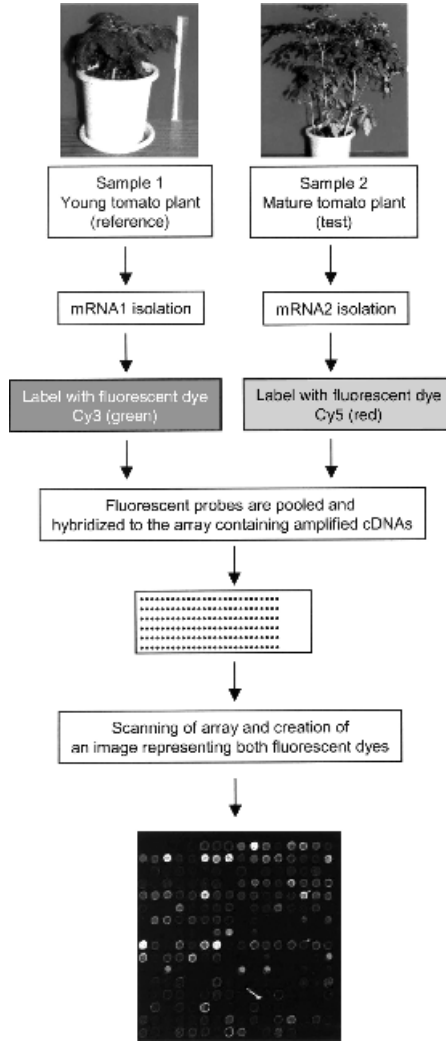 Sample 1
Young tomato plant
(reference)
Sample 2
Mature tomato plant
(test)
mRNA1 isolation
mRNA2 isolation
Label with fluorescent dye
Cy3 (green)
Label with fluorescent dye
Cy5 (red)
Fluorescent probes are pooled and
hybridized to the array containing amplified cDNAs
Scanning of array and creation of
an image representing both fluorescent dyes